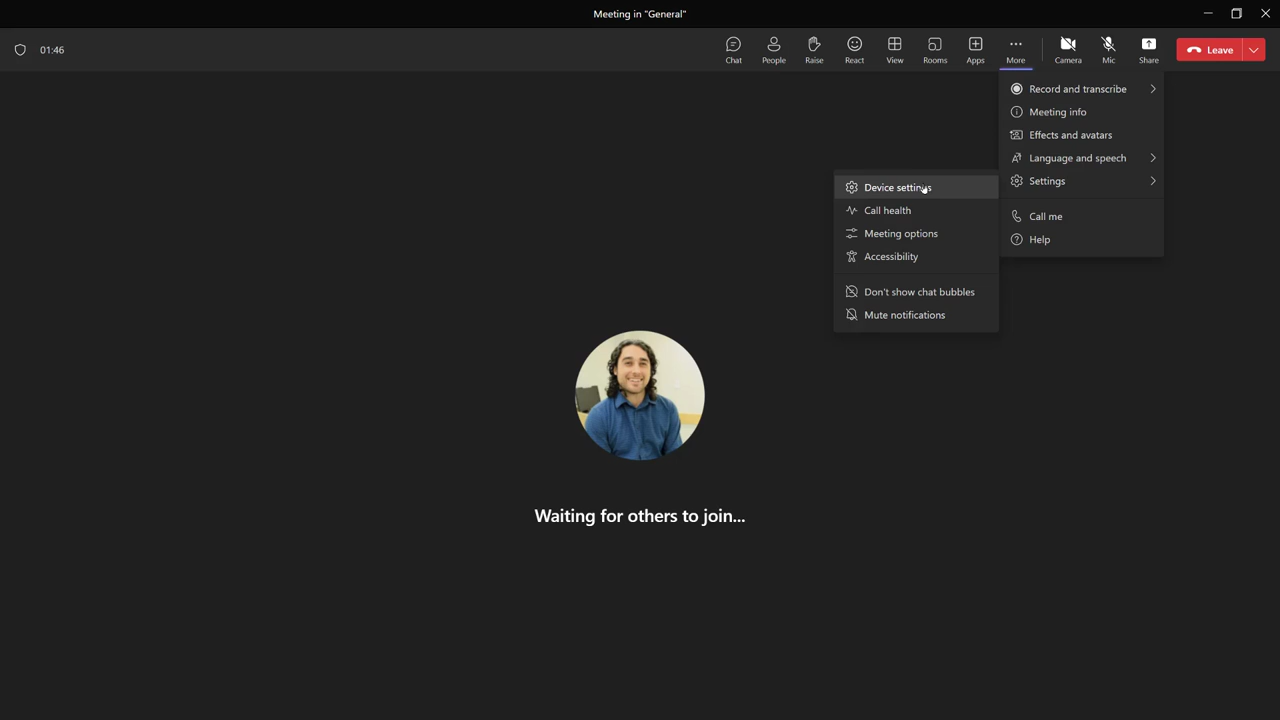 Meeting in "General"
01:46
Chat
People
Raise
React
View
Rooms
Apps
More
Camera
Mic
Share
Leave
Record and transcribe
Meeting info
Effects and avatars
Language and speech
Settings
Call me
Help
Device settings
Call health
Meeting options
Accessibility
Don't show chat bubbles
Mute notifications
Waiting for others to join...